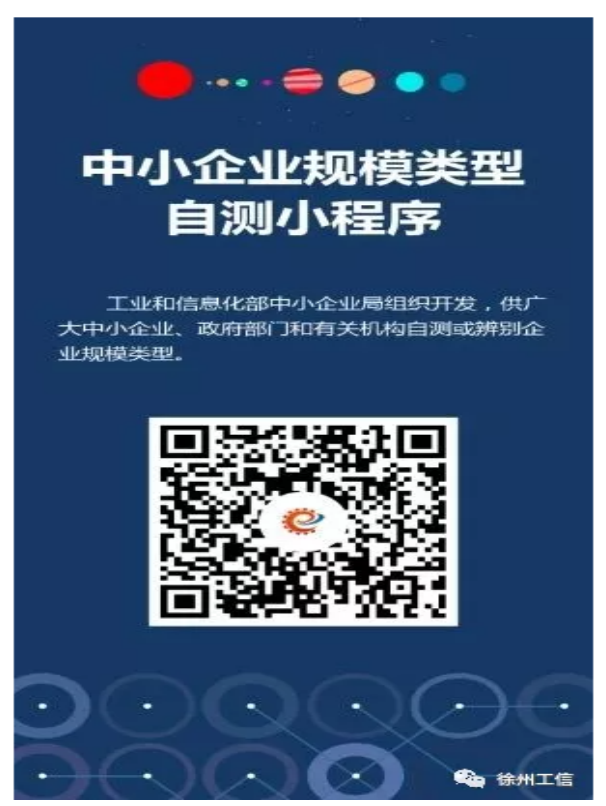 中小企业规模类型
自测小程序
工业和信息化部中小企业局组织开发，供广
大中小企业、政府部门和有关机构自测或辨别企
业规模类型。
徐州工信